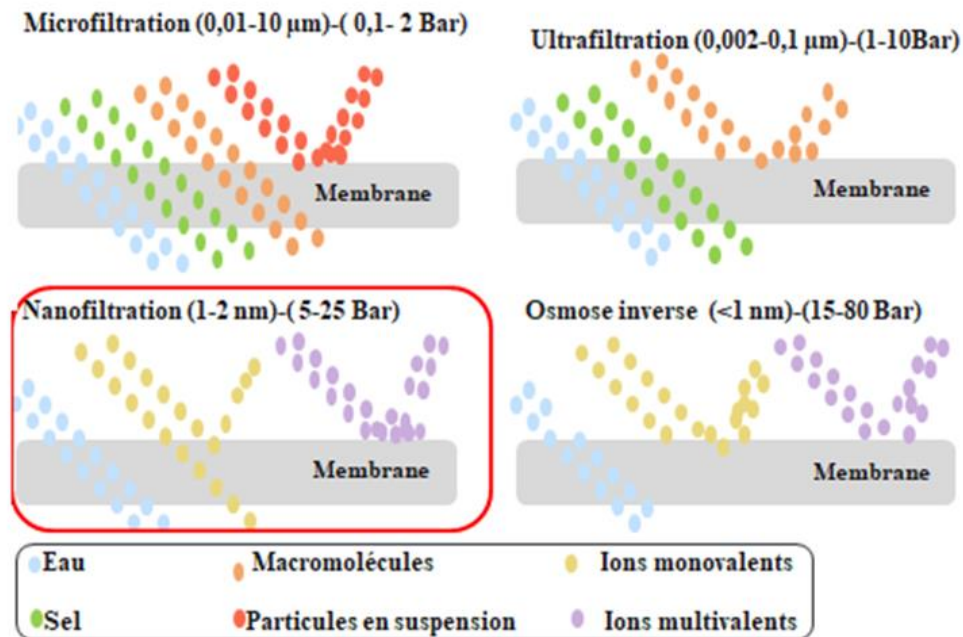 Microfiltration (0,01-10 µm)-( 0,1- 2 Bar)
Membrane
Ultrafiltration (0,002-0,1 µm)-(1-10Bar)
Membrane
Nanofiltration (1-2 nm)-( 5-25 Bar)
Membrane
Osmose inverse (<1 nm)-(15-80 Bar)
Membrane
Eau
Macromolécules
Ions monovalents
Sel
Particules en suspension
Ions multivalents